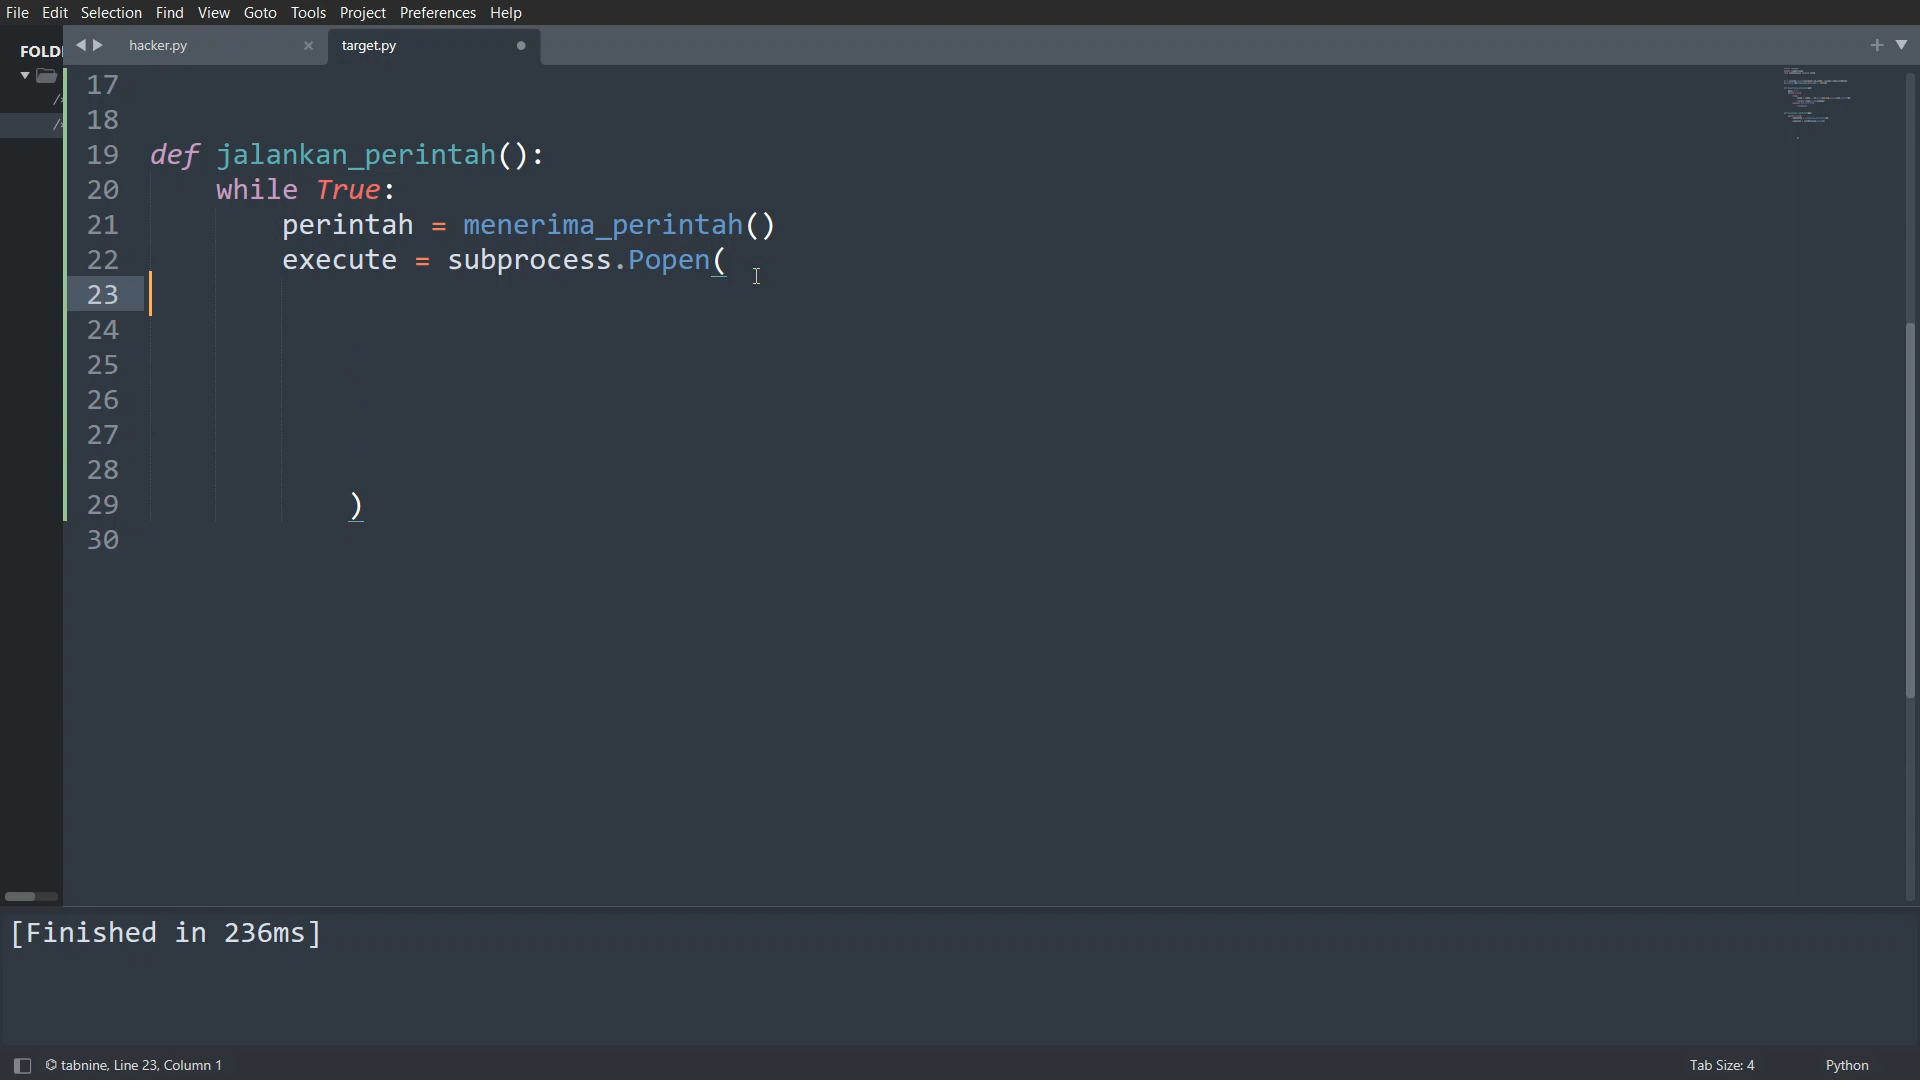 File Edit Selection Find View Goto Tools Project Preferences Help
FOLD
hacker.py
target.py
17
18
19 def jalankan_perintah():
20 while True:
21 perintah = menerima_perintah()
22 execute = subprocess.Popen(
23
24
25
26
27
28
29 )
30
[Finished in 236ms]
tabnine, Line 23, Column 1
Tab Size: 4
Python